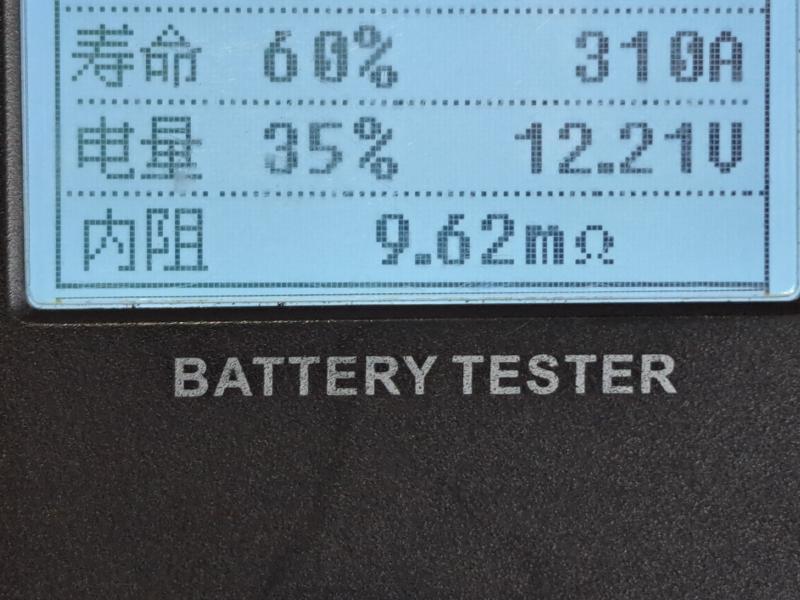 寿命 60% 310A
电量 35% 12.21V
内阻 9.62mΩ
BATTERY TESTER